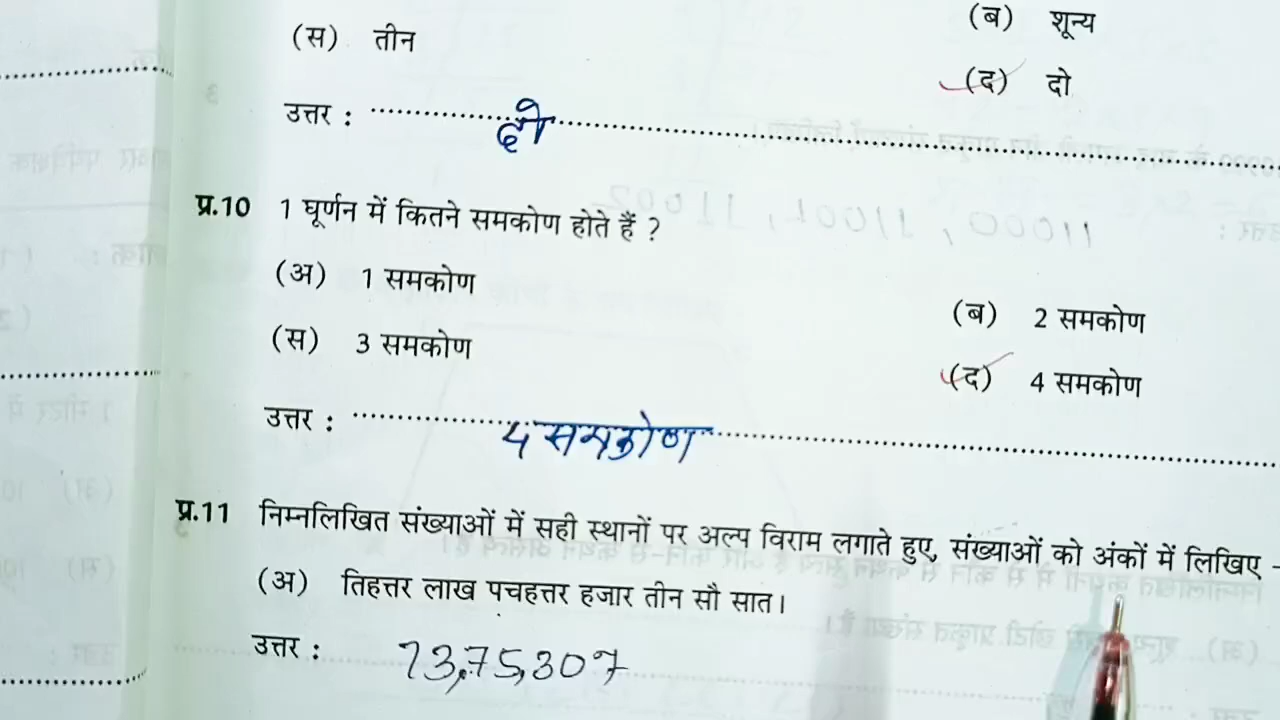 (ब) शून्य
(स) तीन
(द) दो
उत्तर : दो
प्र.10 1 घूर्णन में कितने समकोण होते हैं ?
(अ) 1 समकोण
(ब) 2 समकोण
(स) 3 समकोण
(द) 4 समकोण
उत्तर : 4 समकोण
प्र.11 निम्नलिखित संख्याओं में सही स्थानों पर अल्प विराम लगाते हुए, संख्याओं को अंकों में लिखिए -
(अ) तिहत्तर लाख पचहत्तर हजार तीन सौ सात।
उत्तर : 73,75,307